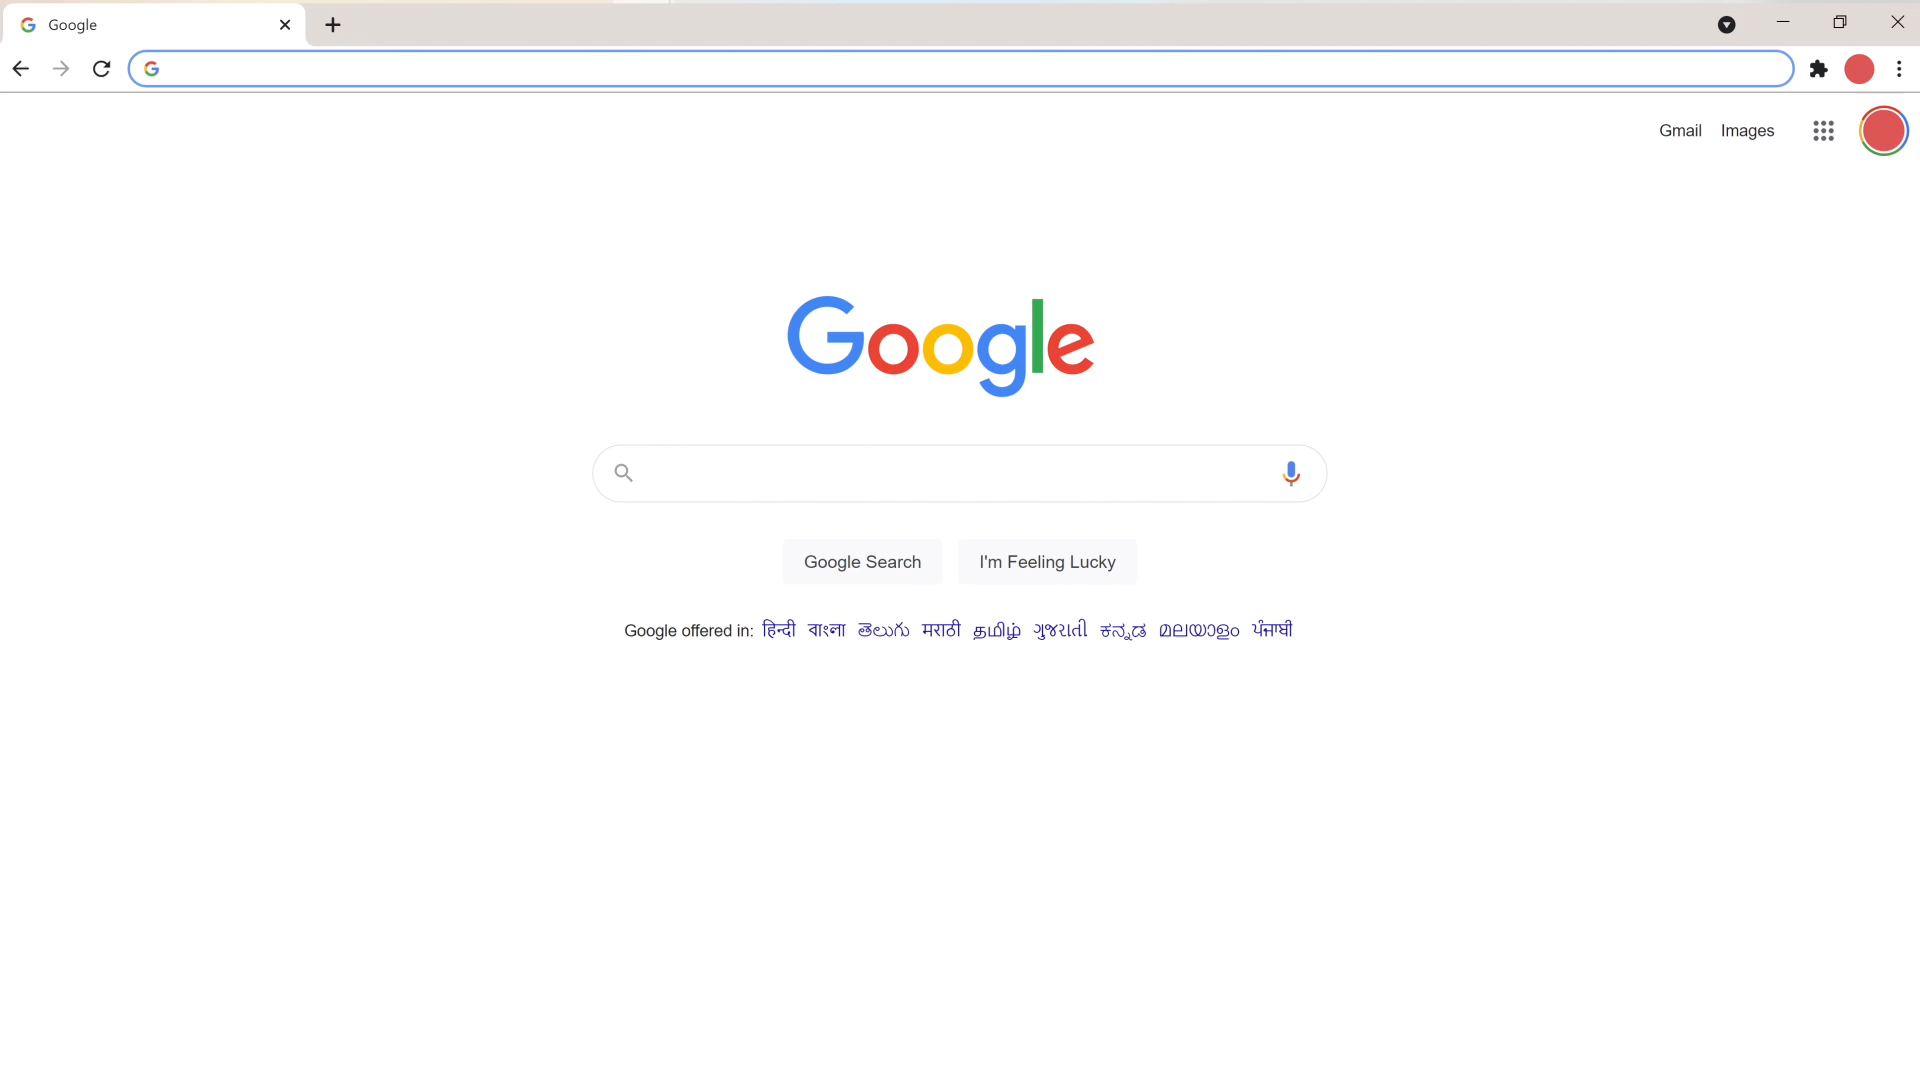 Google
Gmail Images
Google
Google Search I'm Feeling Lucky
Google offered in: हिन्दी বাংলা తెలుగు मराठी தமிழ் ગુજરાતી ಕನ್ನಡ മലയാളം ਪੰਜਾਬੀ